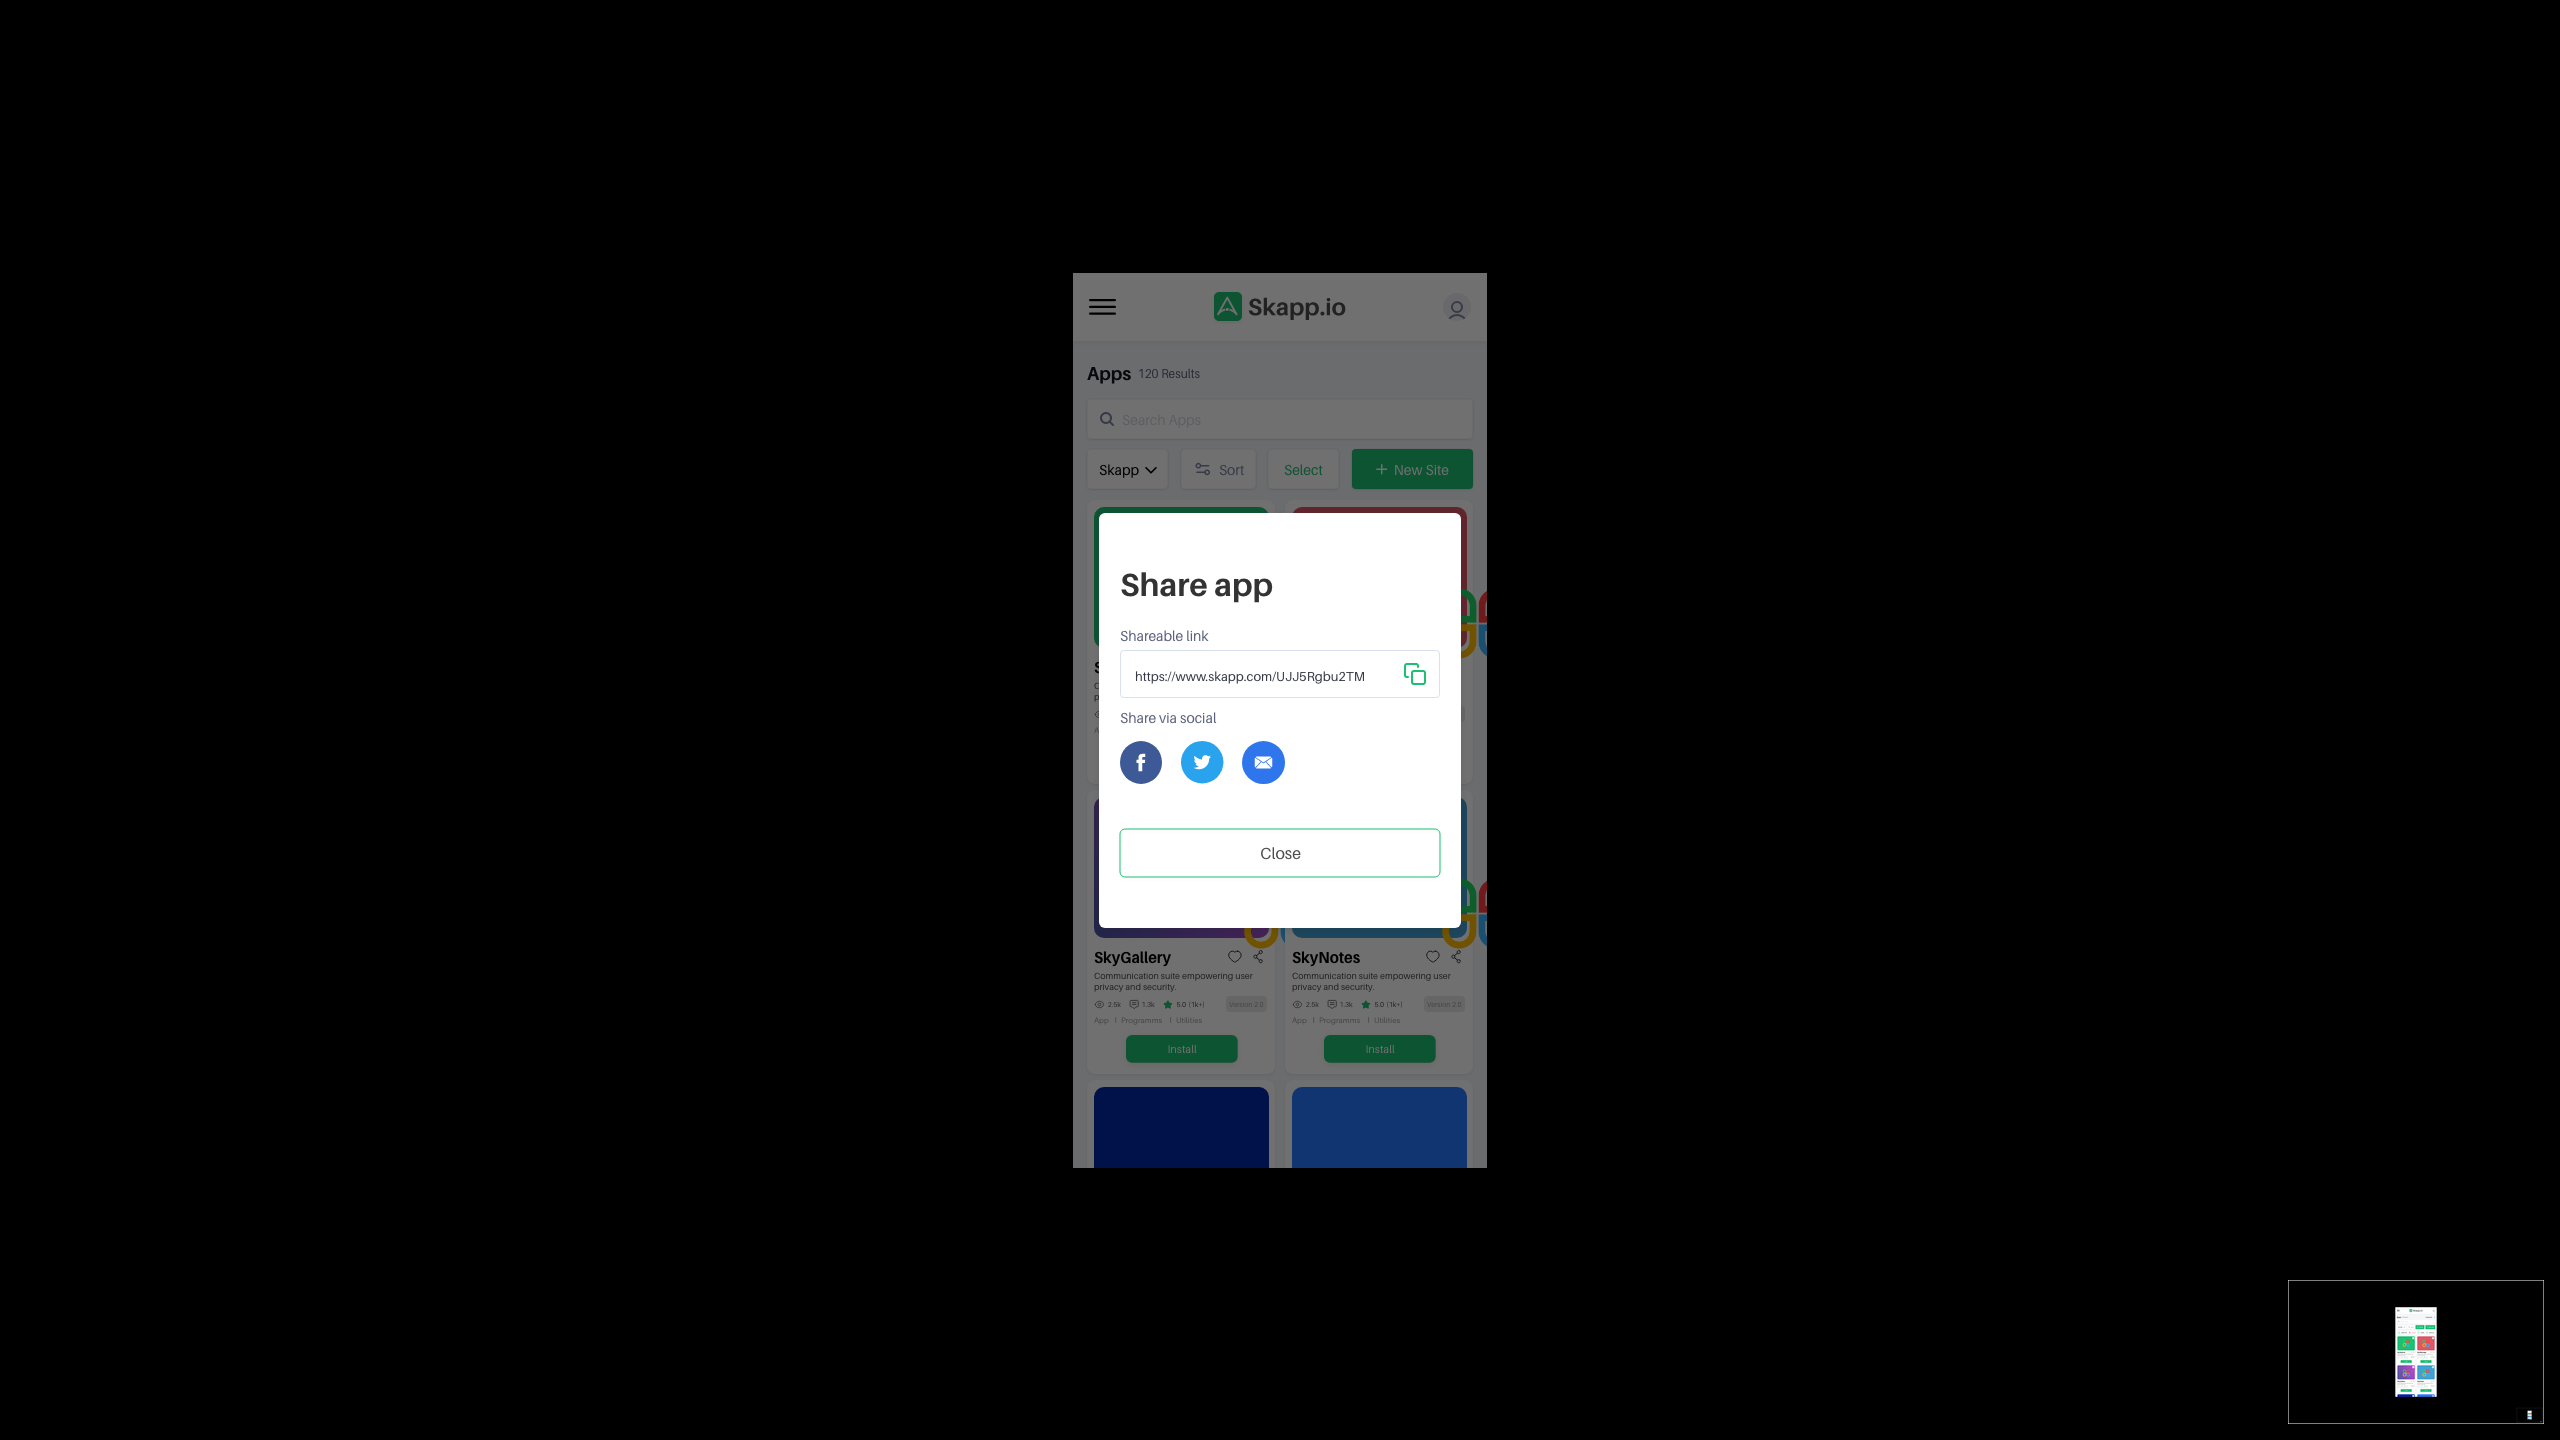 Skapp.io
Apps 120 Results
Search Apps
Skapp Sort Select + New Site
Share app
Shareable link
https://www.skapp.com/UJJ5Rgbu2TM
Share via social
Close
SkyGallery
Communication suite empowering user
privacy and security.
2.5k 1.3k 5.0 (1k+) Version 2.0
App | Programms | Utilities
Install
SkyNotes
Communication suite empowering user
privacy and security.
2.5k 1.3k 5.0 (1k+) Version 2.0
App | Programms | Utilities
Install